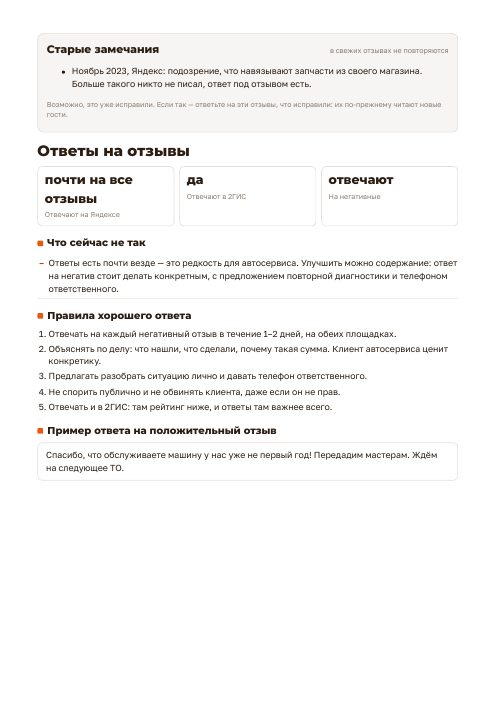 Старые замечания
в свежих отзывах не повторяются
• Ноябрь 2023, Яндекс: подозрение, что навязывают запчасти из своего магазина.
Больше такого никто не писал, ответ под отзывом есть.
Возможно, это уже исправили. Если так — ответьте на эти отзывы, что исправили: их по-прежнему читают новые
гости.
Ответы на отзывы
почти на все
отзывы
Отвечают на Яндексе
да
Отвечают в 2ГИС
отвечают
На негативные
Что сейчас не так
– Ответы есть почти везде — это редкость для автосервиса. Улучшить можно содержание: ответ
на негатив стоит делать конкретным, с предложением повторной диагностики и телефоном
ответственного.
Правила хорошего ответа
1. Отвечать на каждый негативный отзыв в течение 1–2 дней, на обеих площадках.
2. Объяснять по делу: что нашли, что сделали, почему такая сумма. Клиент автосервиса ценит
конкретику.
3. Предлагать разобрать ситуацию лично и давать телефон ответственного.
4. Не спорить публично и не обвинять клиента, даже если он не прав.
5. Отвечать и в 2ГИС: там рейтинг ниже, и ответы там важнее всего.
Пример ответа на положительный отзыв
Спасибо, что обслуживаете машину у нас уже не первый год! Передадим мастерам. Ждём
на следующее ТО.